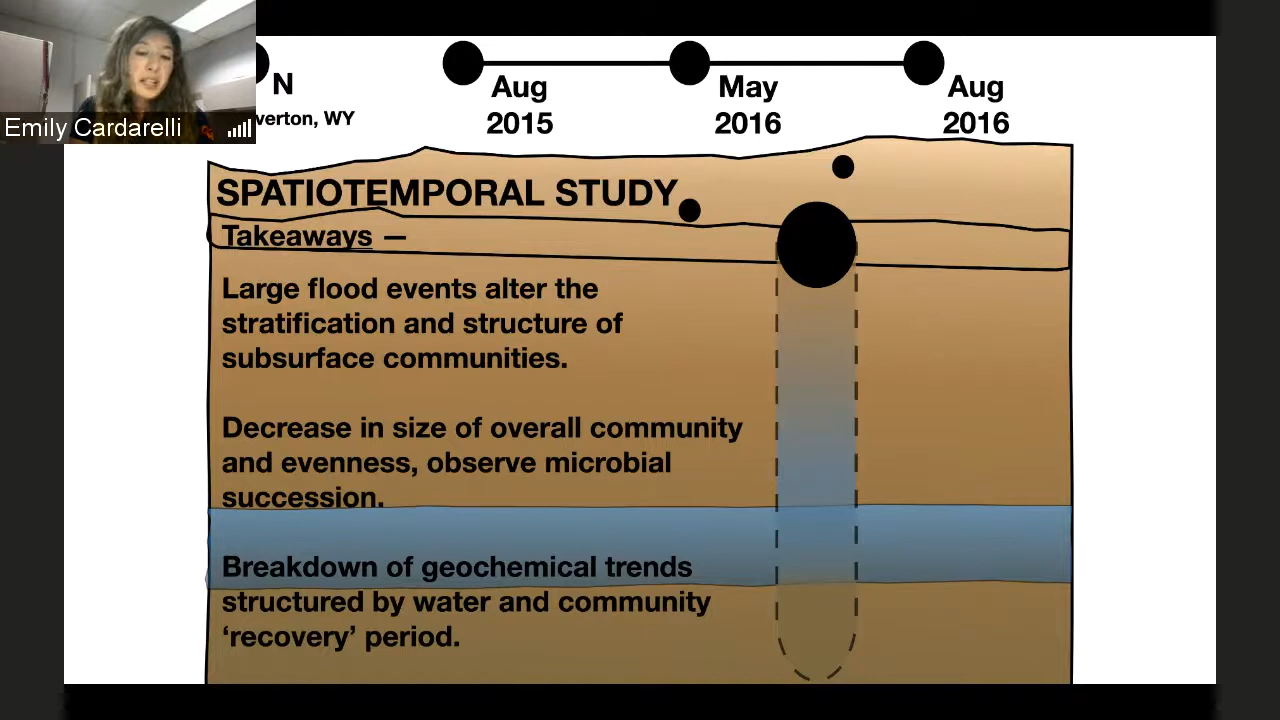 Emily Cardarelli
N
verton, WY
Aug
2015
May
2016
Aug
2016
SPATIOTEMPORAL STUDY
Takeaways —
Large flood events alter the
stratification and structure of
subsurface communities.
Decrease in size of overall community
and evenness, observe microbial
succession.
Breakdown of geochemical trends
structured by water and community
‘recovery’ period.